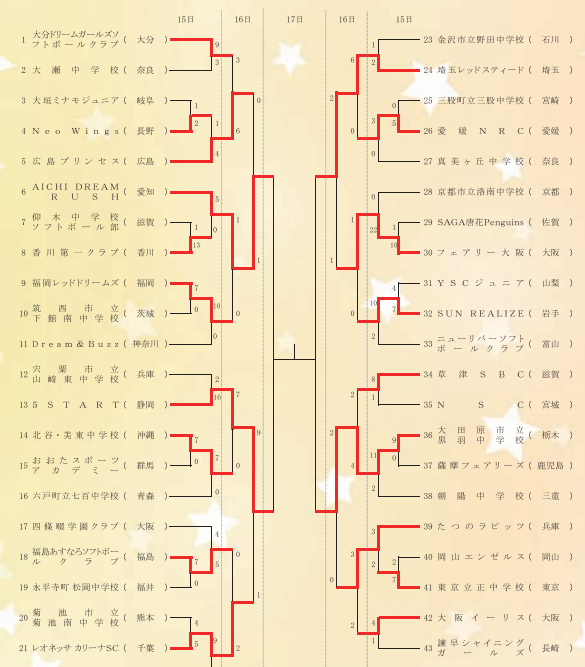 15日 16日 17日 16日 15日
1 大分ドリームガールズソフトボールクラブ ( 大分 )
2 大瀬中学校 ( 奈良 )
3 大垣ミナモジュニア ( 岐阜 )
4 Neo Wings ( 長野 )
5 広島プリンセス ( 広島 )
6 AICHI DREAM RUSH ( 愛知 )
7 仰木中学校ソフトボール部 ( 滋賀 )
8 香川第一クラブ ( 香川 )
9 福岡レッドドリームズ ( 福岡 )
10 筑西市立下館南中学校 ( 茨城 )
11 Dream&Buzz ( 神奈川 )
12 宍粟市立山崎東中学校 ( 兵庫 )
13 5START ( 静岡 )
14 北谷・美東中学校 ( 沖縄 )
15 おおたスポーツアカデミー ( 群馬 )
16 六戸町立七百中学校 ( 青森 )
17 四條畷学園クラブ ( 大阪 )
18 福島あすなろソフトボールクラブ ( 福島 )
19 永平寺町松岡中学校 ( 福井 )
20 菊池市立菊池南中学校 ( 熊本 )
21 レオネッサ カリーナSC ( 千葉 )
23 金沢市立野田中学校 ( 石川 )
24 埼玉レッドスティード ( 埼玉 )
25 三股町立三股中学校 ( 宮崎 )
26 愛媛NRC ( 愛媛 )
27 真美ヶ丘中学校 ( 奈良 )
28 京都市立洛南中学校 ( 京都 )
29 SAGA唐花Penguins ( 佐賀 )
30 フェアリー大阪 ( 大阪 )
31 YSCジュニア ( 山梨 )
32 SUN REALIZE ( 岩手 )
33 ニューリバーソフトボールクラブ ( 富山 )
34 草津SBC ( 滋賀 )
35 NSC ( 宮城 )
36 大田原市立黒羽中学校 ( 栃木 )
37 薩摩フェアリーズ ( 鹿児島 )
38 朝陽中学校 ( 三重 )
39 たつのラビッツ ( 兵庫 )
40 岡山エンゼルス ( 岡山 )
41 東京立正中学校 ( 東京 )
42 大阪イーリス ( 大阪 )
43 諫早シャイニングガールズ ( 長崎 )